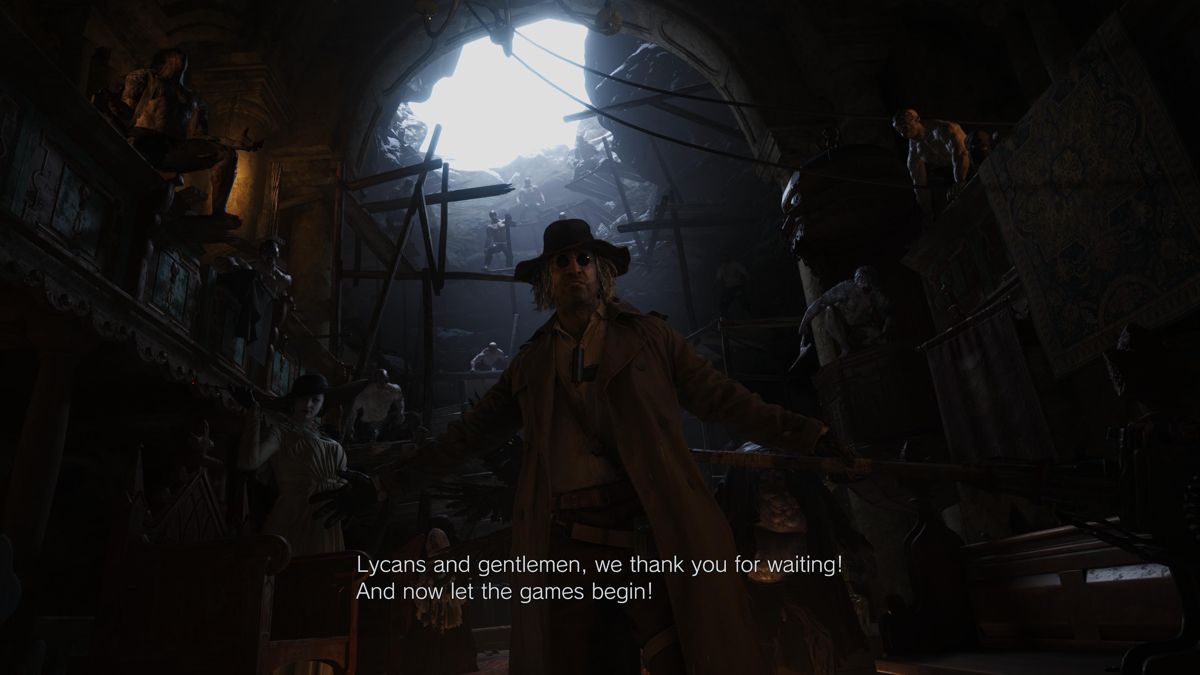 Lycans and gentlemen, we thank you for waiting!
And now let the games begin!